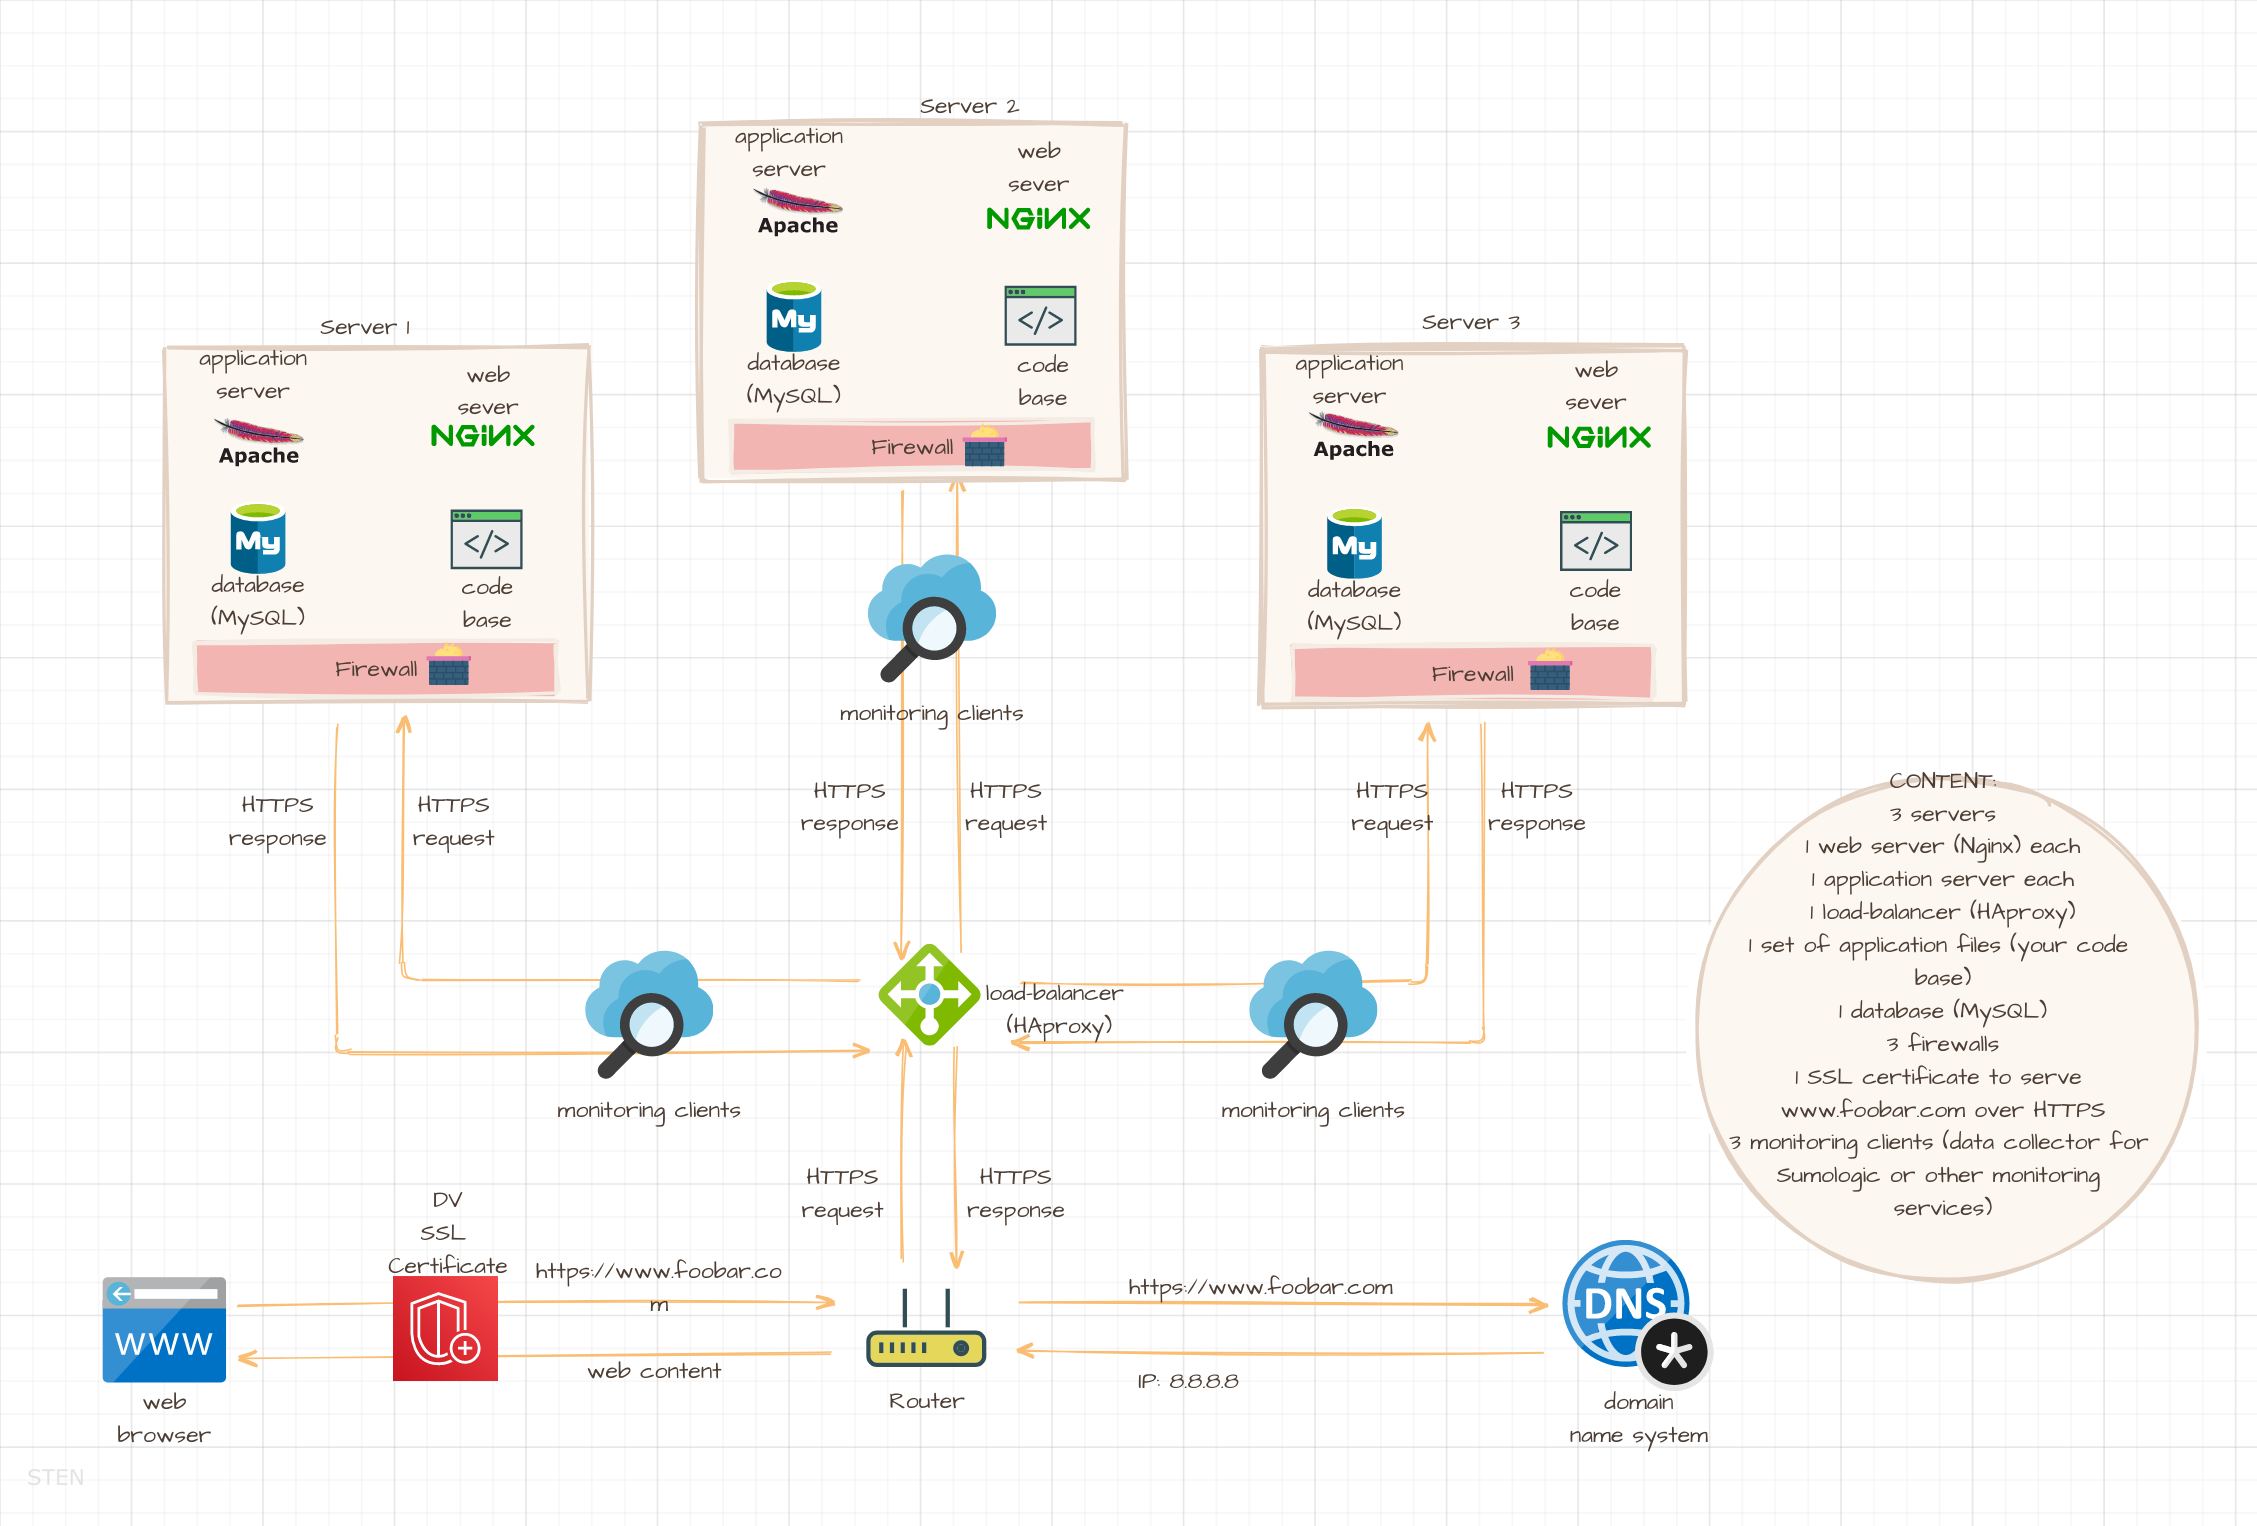 Server 2
application
server
Apache
web
sever
NGINX
My
database
(MySQL)
</>
code
base
Firewall
Server 1
application
server
Apache
web
sever
NGINX
My
database
(MySQL)
</>
code
base
Firewall
Server 3
application
server
Apache
web
sever
NGINX
My
database
(MySQL)
</>
code
base
Firewall
monitoring clients
HTTPS
response
HTTPS
request
HTTPS
response
HTTPS
request
HTTPS
request
HTTPS
response
load-balancer
(HAproxy)
monitoring clients
monitoring clients
HTTPS
request
HTTPS
response
CONTENT:
3 servers
1 web server (Nginx) each
1 application server each
1 load-balancer (HAproxy)
1 set of application files (your code
base)
1 database (MySQL)
3 firewalls
1 SSL certificate to serve
www.foobar.com over HTTPS
3 monitoring clients (data collector for
Sumologic or other monitoring
services)
DV
SSL
Certificate
https://www.foobar.co
m
web content
WWW
web
browser
Router
https://www.foobar.com
IP: 8.8.8.8
DNS
domain
name system
STEN